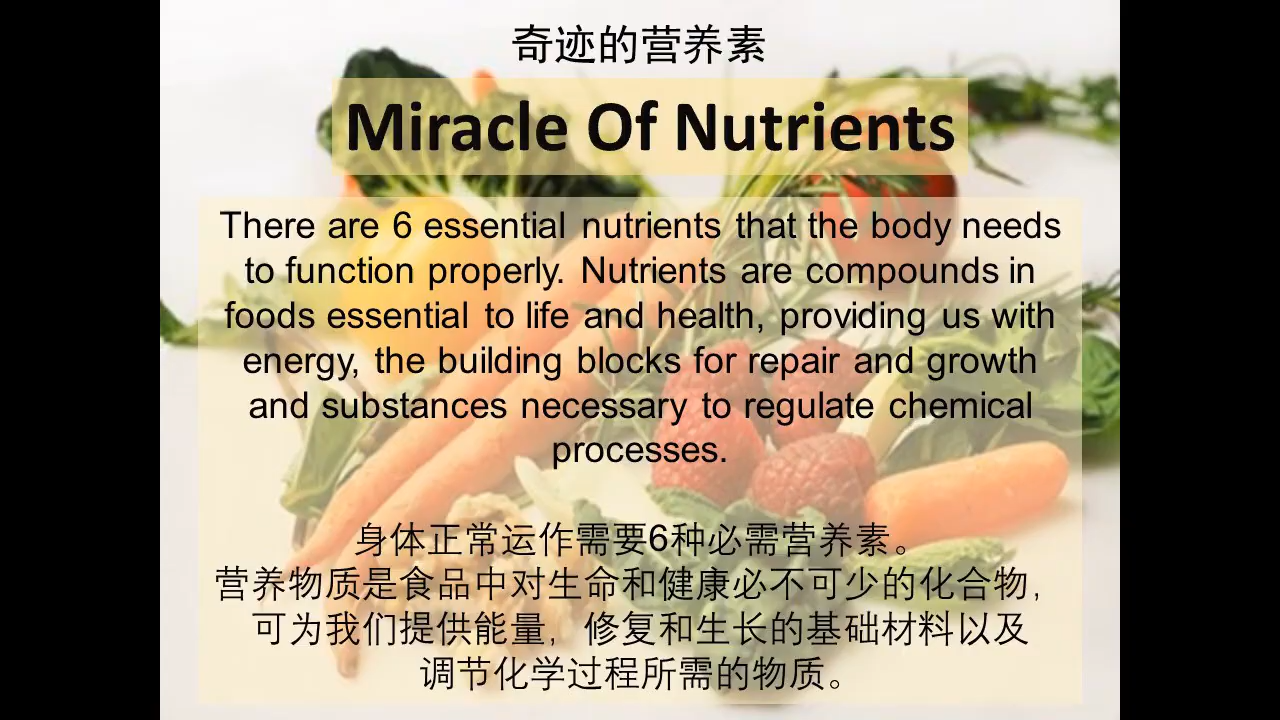 奇迹的营养素
Miracle Of Nutrients
There are 6 essential nutrients that the body needs
to function properly. Nutrients are compounds in
foods essential to life and health, providing us with
energy, the building blocks for repair and growth
and substances necessary to regulate chemical
processes.
身体正常运作需要6种必需营养素。
营养物质是食品中对生命和健康必不可少的化合物，
可为我们提供能量，修复和生长的基础材料以及
调节化学过程所需的物质。